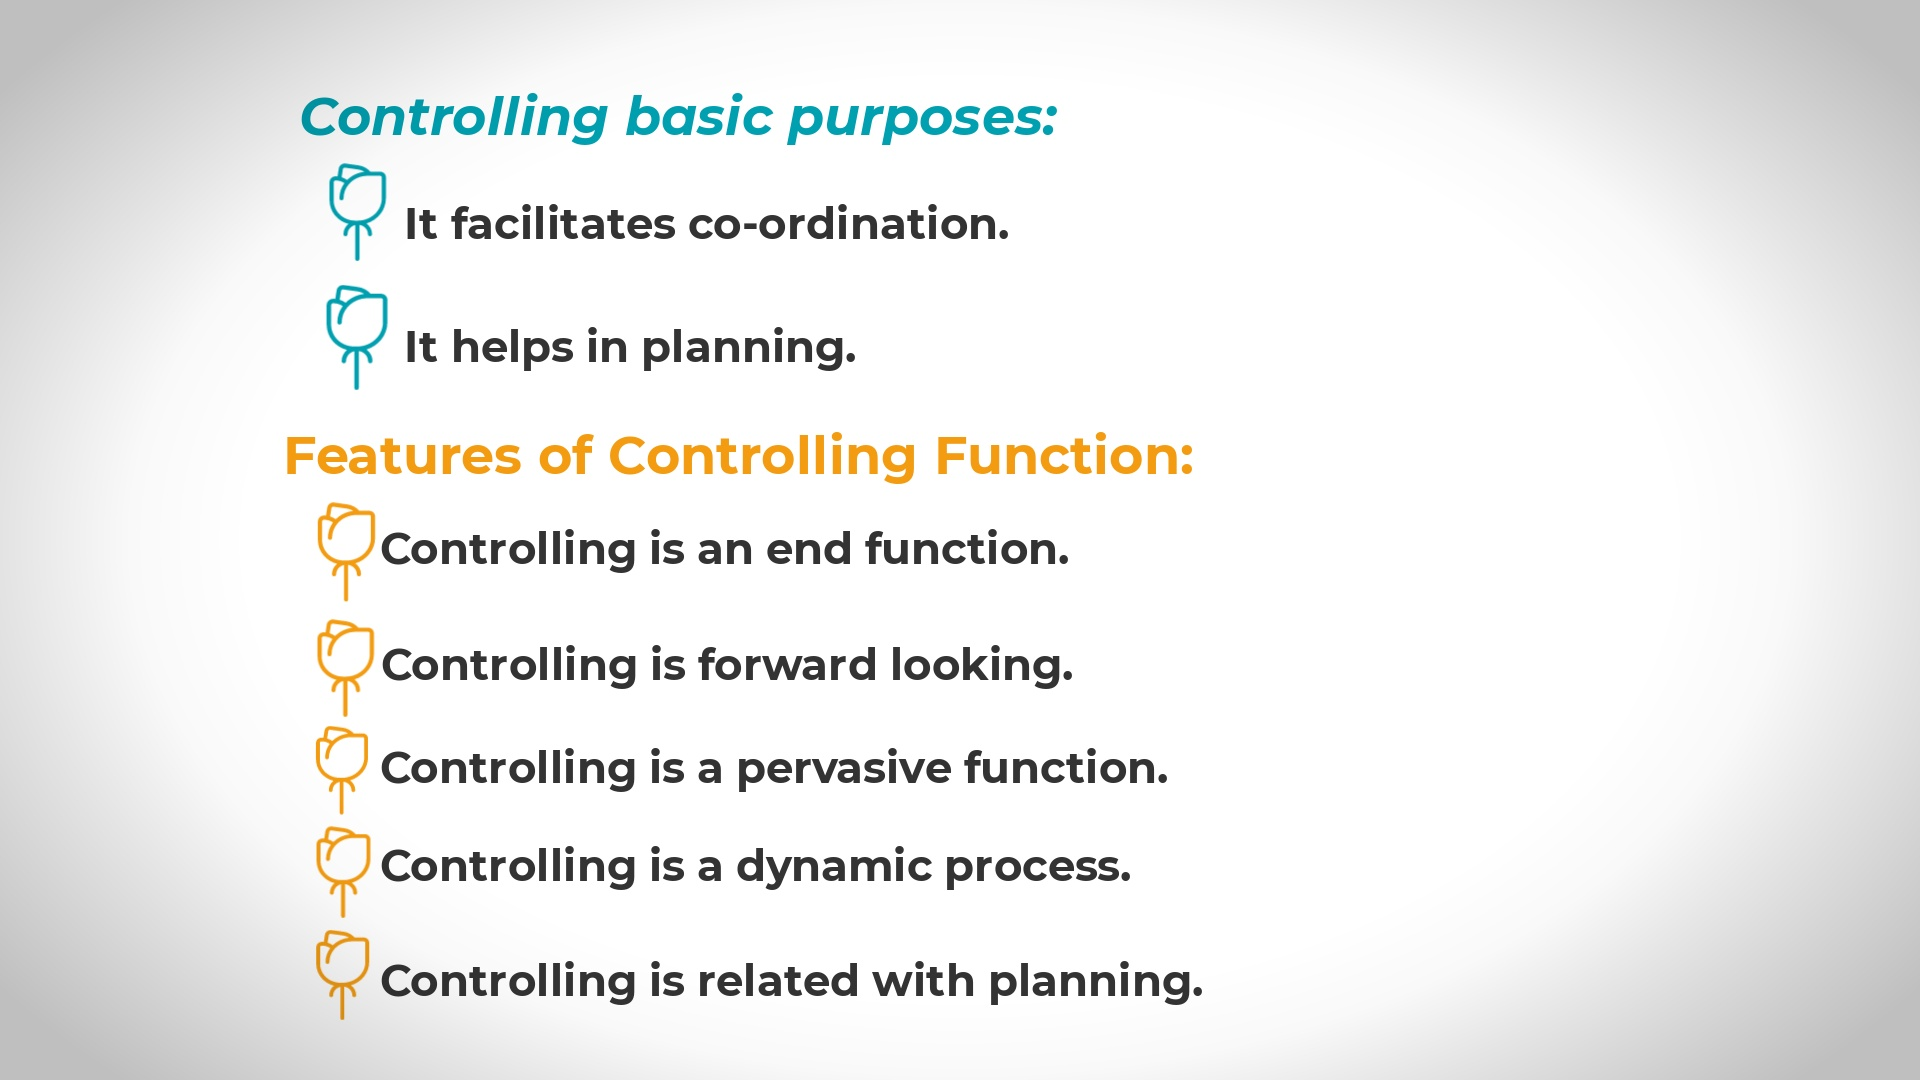 Controlling basic purposes:
It facilitates co-ordination.
It helps in planning.
Features of Controlling Function:
Controlling is an end function.
Controlling is forward looking.
Controlling is a pervasive function.
Controlling is a dynamic process.
Controlling is related with planning.